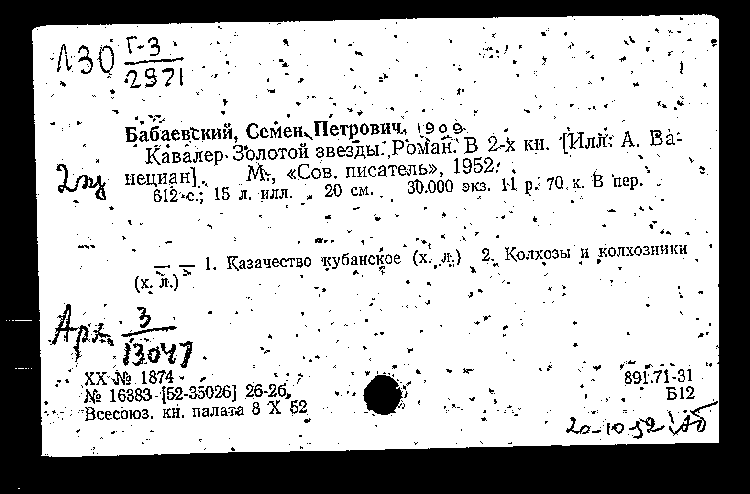 Л30 Г-3
2971
Бабаевский, Семен Петрович, 1909
Кавалер Золотой звезды. Роман. В 2-х кн. [Илл: А. Ва-
нециан]. М., «Сов. писатель», 1952.
2 эк
612 с.; 15 л. илл. 20 см. 30.000 экз. 11 р. 70 к. В пер.
— — 1. Казачество кубанское (х. л.) 2. Колхозы и колхозники
(х. л.)
Арх 3
13047
XX № 1874
№ 16383 [52-35026] 26-2б,
891.71-31
Всесоюз. кн. палата 8 X 52
Б12
20-10-52